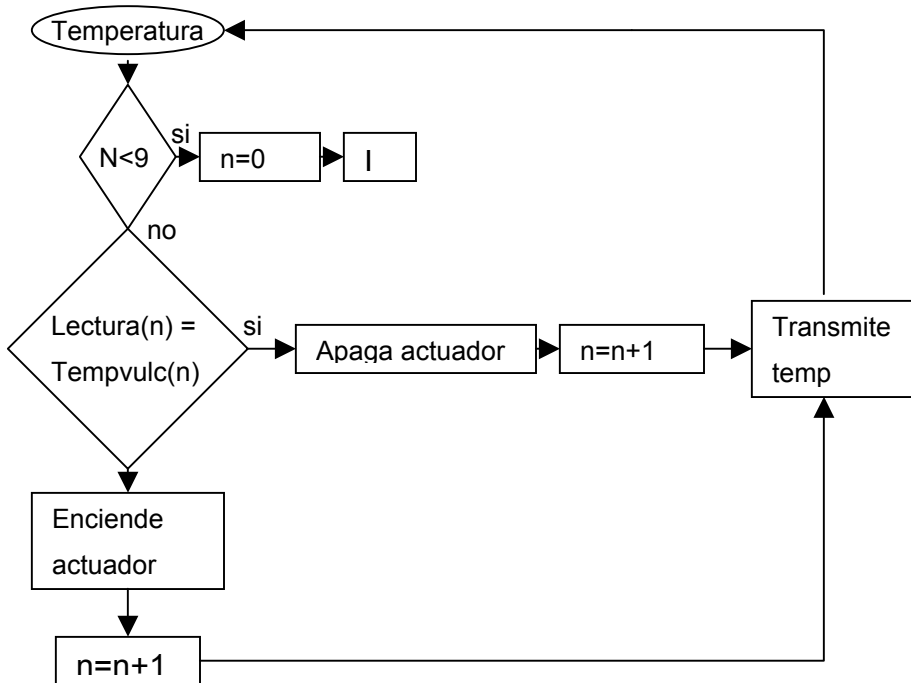 Temperatura
N<9
si
n=0
I
no
Lectura(n) =
Tempvulc(n)
si
Apaga actuador
n=n+1
Transmite
temp
Enciende
actuador
n=n+1